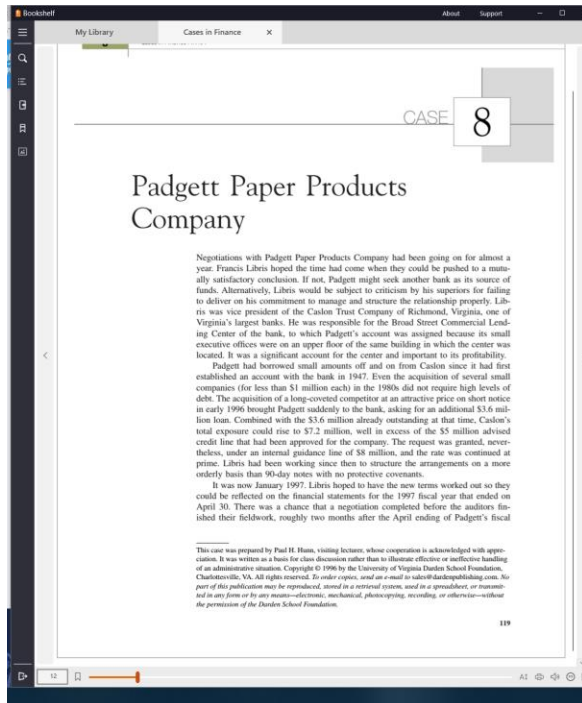 Bookshelf
About Support
My Library Cases in Finance X
CASE 8
Padgett Paper Products
Company
Negotiations with Padgett Paper Products Company had been going on for almost a
year. Francis Libris hoped the time had come when they could be pushed to a mutu-
ally satisfactory conclusion. If not, Padgett might seek another bank as its source of
funds. Alternatively, Libris would be subject to criticism by his superiors for failing
to deliver on his commitment to manage and structure the relationship properly. Lib-
ris was vice president of the Caslon Trust Company of Richmond, Virginia, one of
Virginia's largest banks. He was responsible for the Broad Street Commercial Lend-
ing Center of the bank, to which Padgett's account was assigned because its small
executive offices were on an upper floor of the same building in which the center was
located. It was a significant account for the center and important to its profitability.
Padgett had borrowed small amounts off and on from Caslon since it had first
established an account with the bank in 1947. Even the acquisition of several small
companies (for less than $1 million each) in the 1980s did not require high levels of
debt. The acquisition of a long-coveted competitor at an attractive price on short notice
in early 1996 brought Padgett suddenly to the bank, asking for an additional $3.6 mil-
lion loan. Combined with the $3.6 million already outstanding at that time, Caslon's
total exposure could rise to $7.2 million, well in excess of the $5 million advised
credit line that had been approved for the company. The request was granted, never-
theless, under an internal guidance line of $8 million, and the rate was continued at
prime. Libris had been working since then to structure the arrangements on a more
orderly basis than 90-day notes with no protective covenants.
It was now January 1997. Libris hoped to have the new terms worked out so they
could be reflected on the financial statements for the 1997 fiscal year that ended on
April 30. There was a chance that a negotiation completed before the auditors fin-
ished their fieldwork, roughly two months after the April ending of Padgett's fiscal
This case was prepared by Paul H. Hunn, visiting lecturer, whose cooperation is acknowledged with appre-
ciation. It was written as a basis for class discussion rather than to illustrate effective or ineffective handling
of an administrative situation. Copyright © 1996 by the University of Virginia Darden School Foundation,
Charlottesville, VA. All rights reserved. To order copies, send an e-mail to sales@dardenpublishing.com. No
part of this publication may be reproduced, stored in a retrieval system, used in a spreadsheet, or transmit-
ted in any form or by any means—electronic, mechanical, photocopying, recording, or otherwise—without
the permission of the Darden School Foundation.
119
12